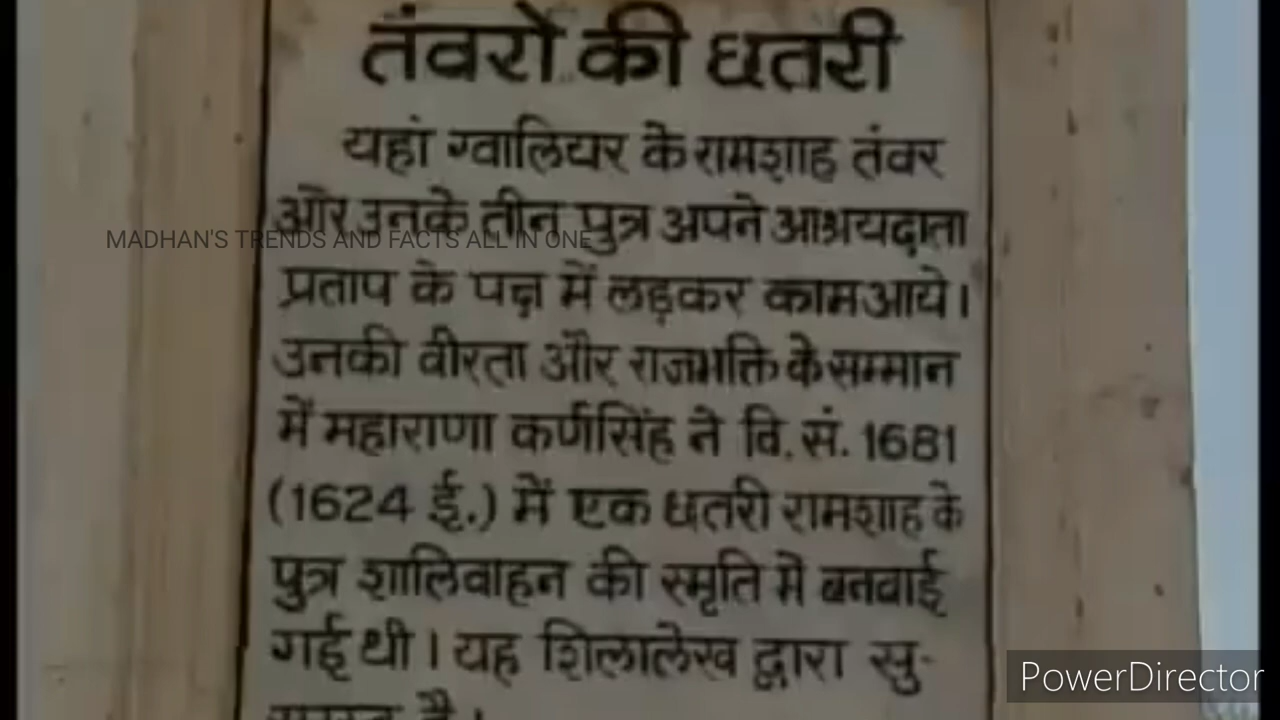 तंवरों की छतरी
यहां ग्वालियर के रामशाह तंवर
और उनके तीन पुत्र अपने आश्रयदाता
MADHAN'S TRENDS AND FACTS ALL IN ONE
प्रताप के पक्ष में लड़कर काम आये।
उनकी वीरता और राजभक्ति के सम्मान
में महाराणा कर्णसिंह ने वि. सं. 1681
(1624 ई.) में एक छतरी रामशाह के
पुत्र शालिवाहन की स्मृति में बनवाई
गई थी । यह शिलालेख द्वारा सु-
है।
PowerDirector